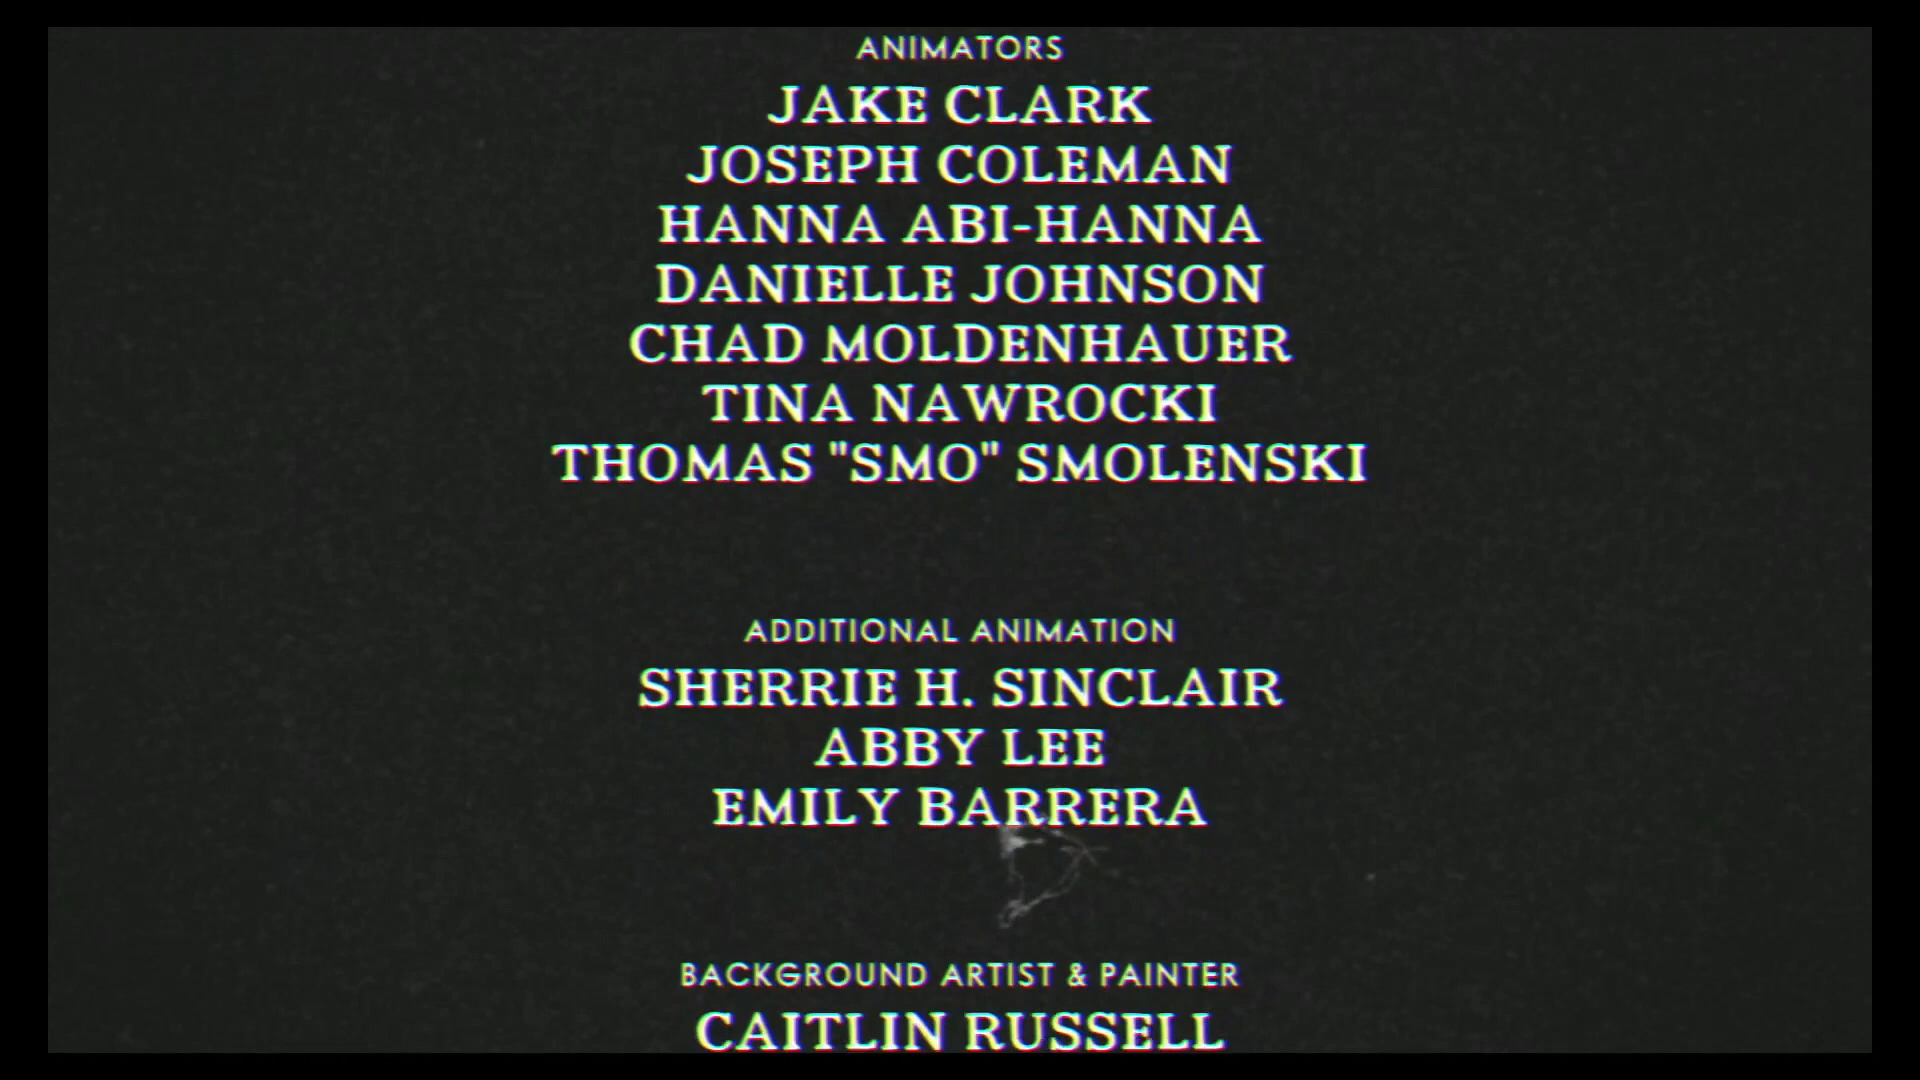 ANIMATORS
JAKE CLARK
JOSEPH COLEMAN
HANNA ABI-HANNA
DANIELLE JOHNSON
CHAD MOLDENHAUER
TINA NAWROCKI
THOMAS "SMO" SMOLENSKI
ADDITIONAL ANIMATION
SHERRIE H. SINCLAIR
ABBY LEE
EMILY BARRERA
BACKGROUND ARTIST & PAINTER
CAITLIN RUSSELL